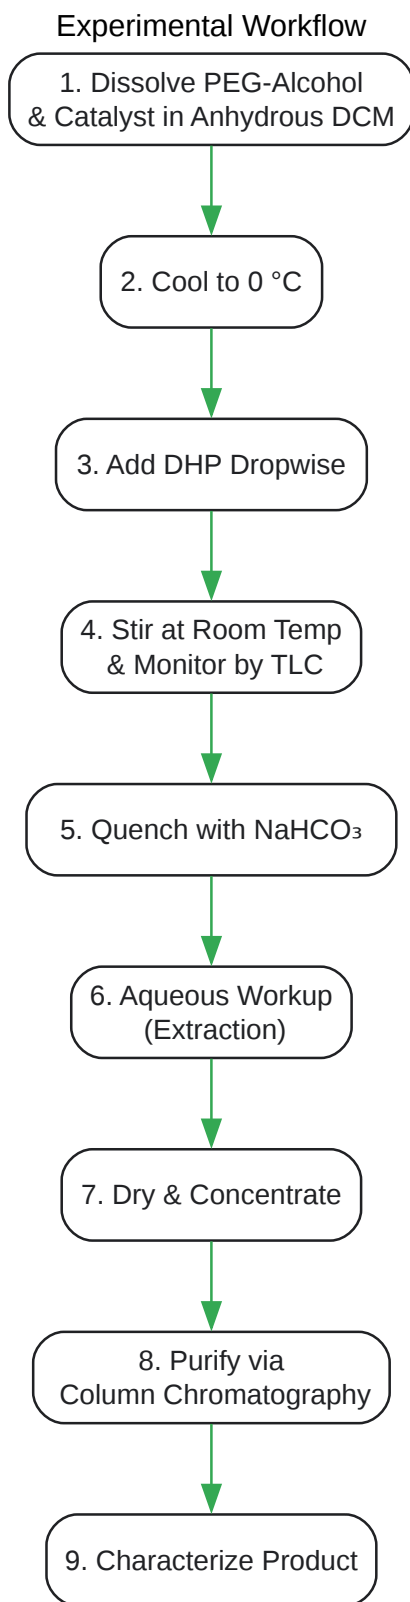 Experimental Workflow
1. Dissolve PEG-Alcohol
& Catalyst in Anhydrous DCM
2. Cool to 0 °C
3. Add DHP Dropwise
4. Stir at Room Temp
& Monitor by TLC
5. Quench with NaHCO₃
6. Aqueous Workup
(Extraction)
7. Dry & Concentrate
8. Purify via
Column Chromatography
9. Characterize Product